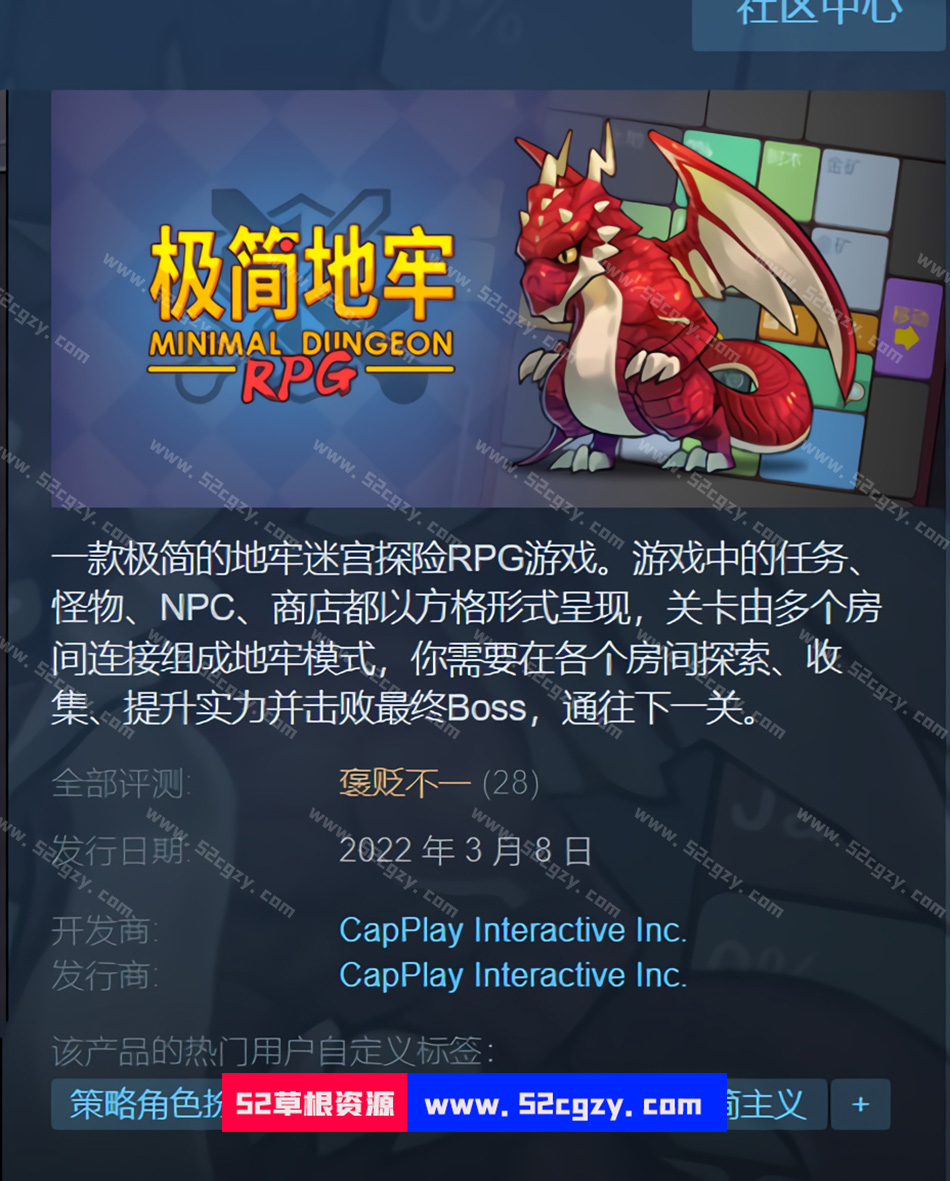 社区中心
极简地牢
MINIMAL DUNGEON
RPG
金矿
一款极简的地牢迷宫探险RPG游戏。游戏中的任务、
怪物、NPC、商店都以方格形式呈现，关卡由多个房
间连接组成地牢模式，你需要在各个房间探索、收
集、提升实力并击败最终Boss，通往下一关。
全部评测: 褒贬不一 (28)
发行日期: 2022 年 3 月 8 日
开发商: CapPlay Interactive Inc.
发行商: CapPlay Interactive Inc.
该产品的热门用户自定义标签：
策略角色扮 简主义 +
52草根资源 www.52cgzy.com